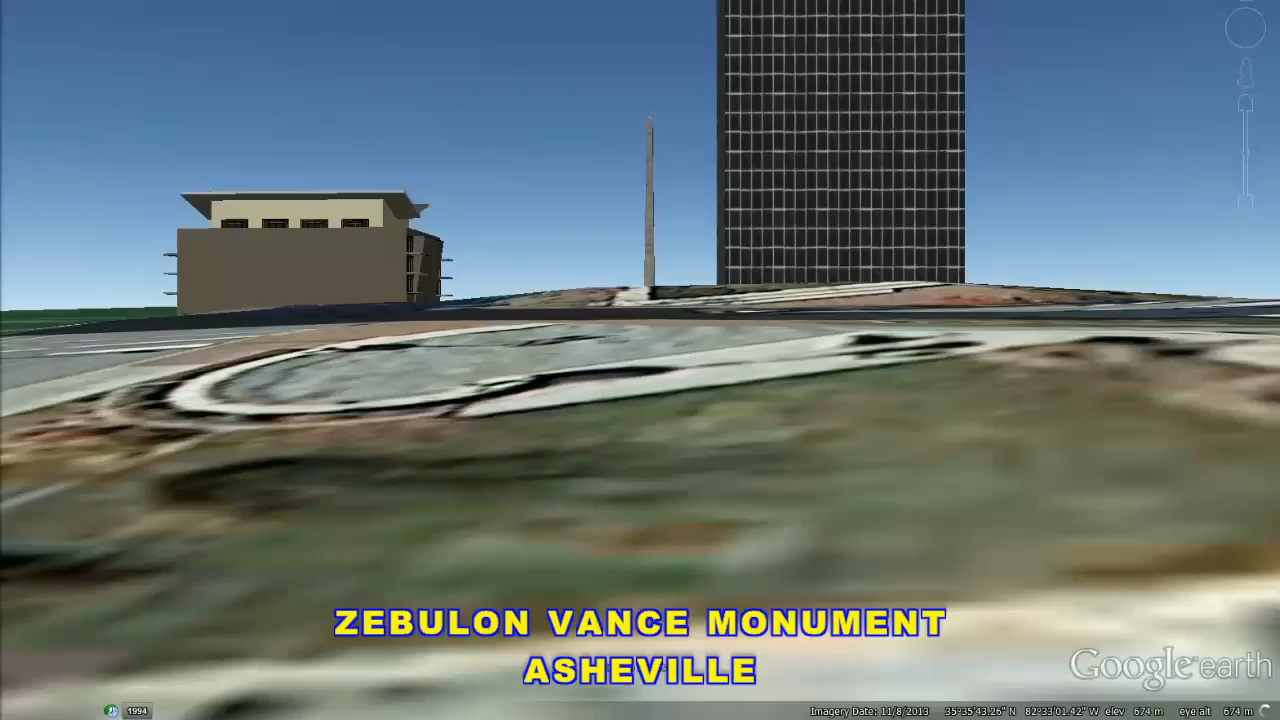 ZEBULON VANCE MONUMENT
ASHEVILLE
Google earth
1994
Imagery Date: 11/8/2013 35°35'43.26" N 82°33'01.42" W elev 674 m eye alt 674 m